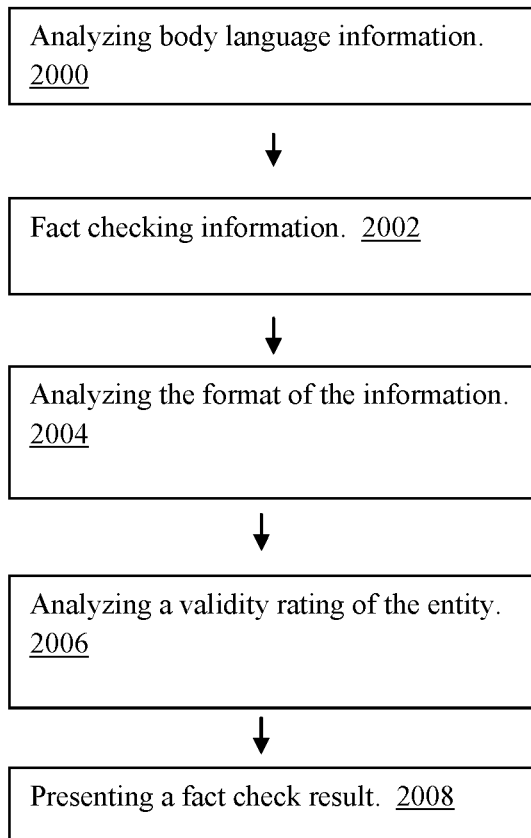 Analyzing body language information.
2000
Fact checking information. 2002
Analyzing the format of the information.
2004
Analyzing a validity rating of the entity.
2006
Presenting a fact check result. 2008